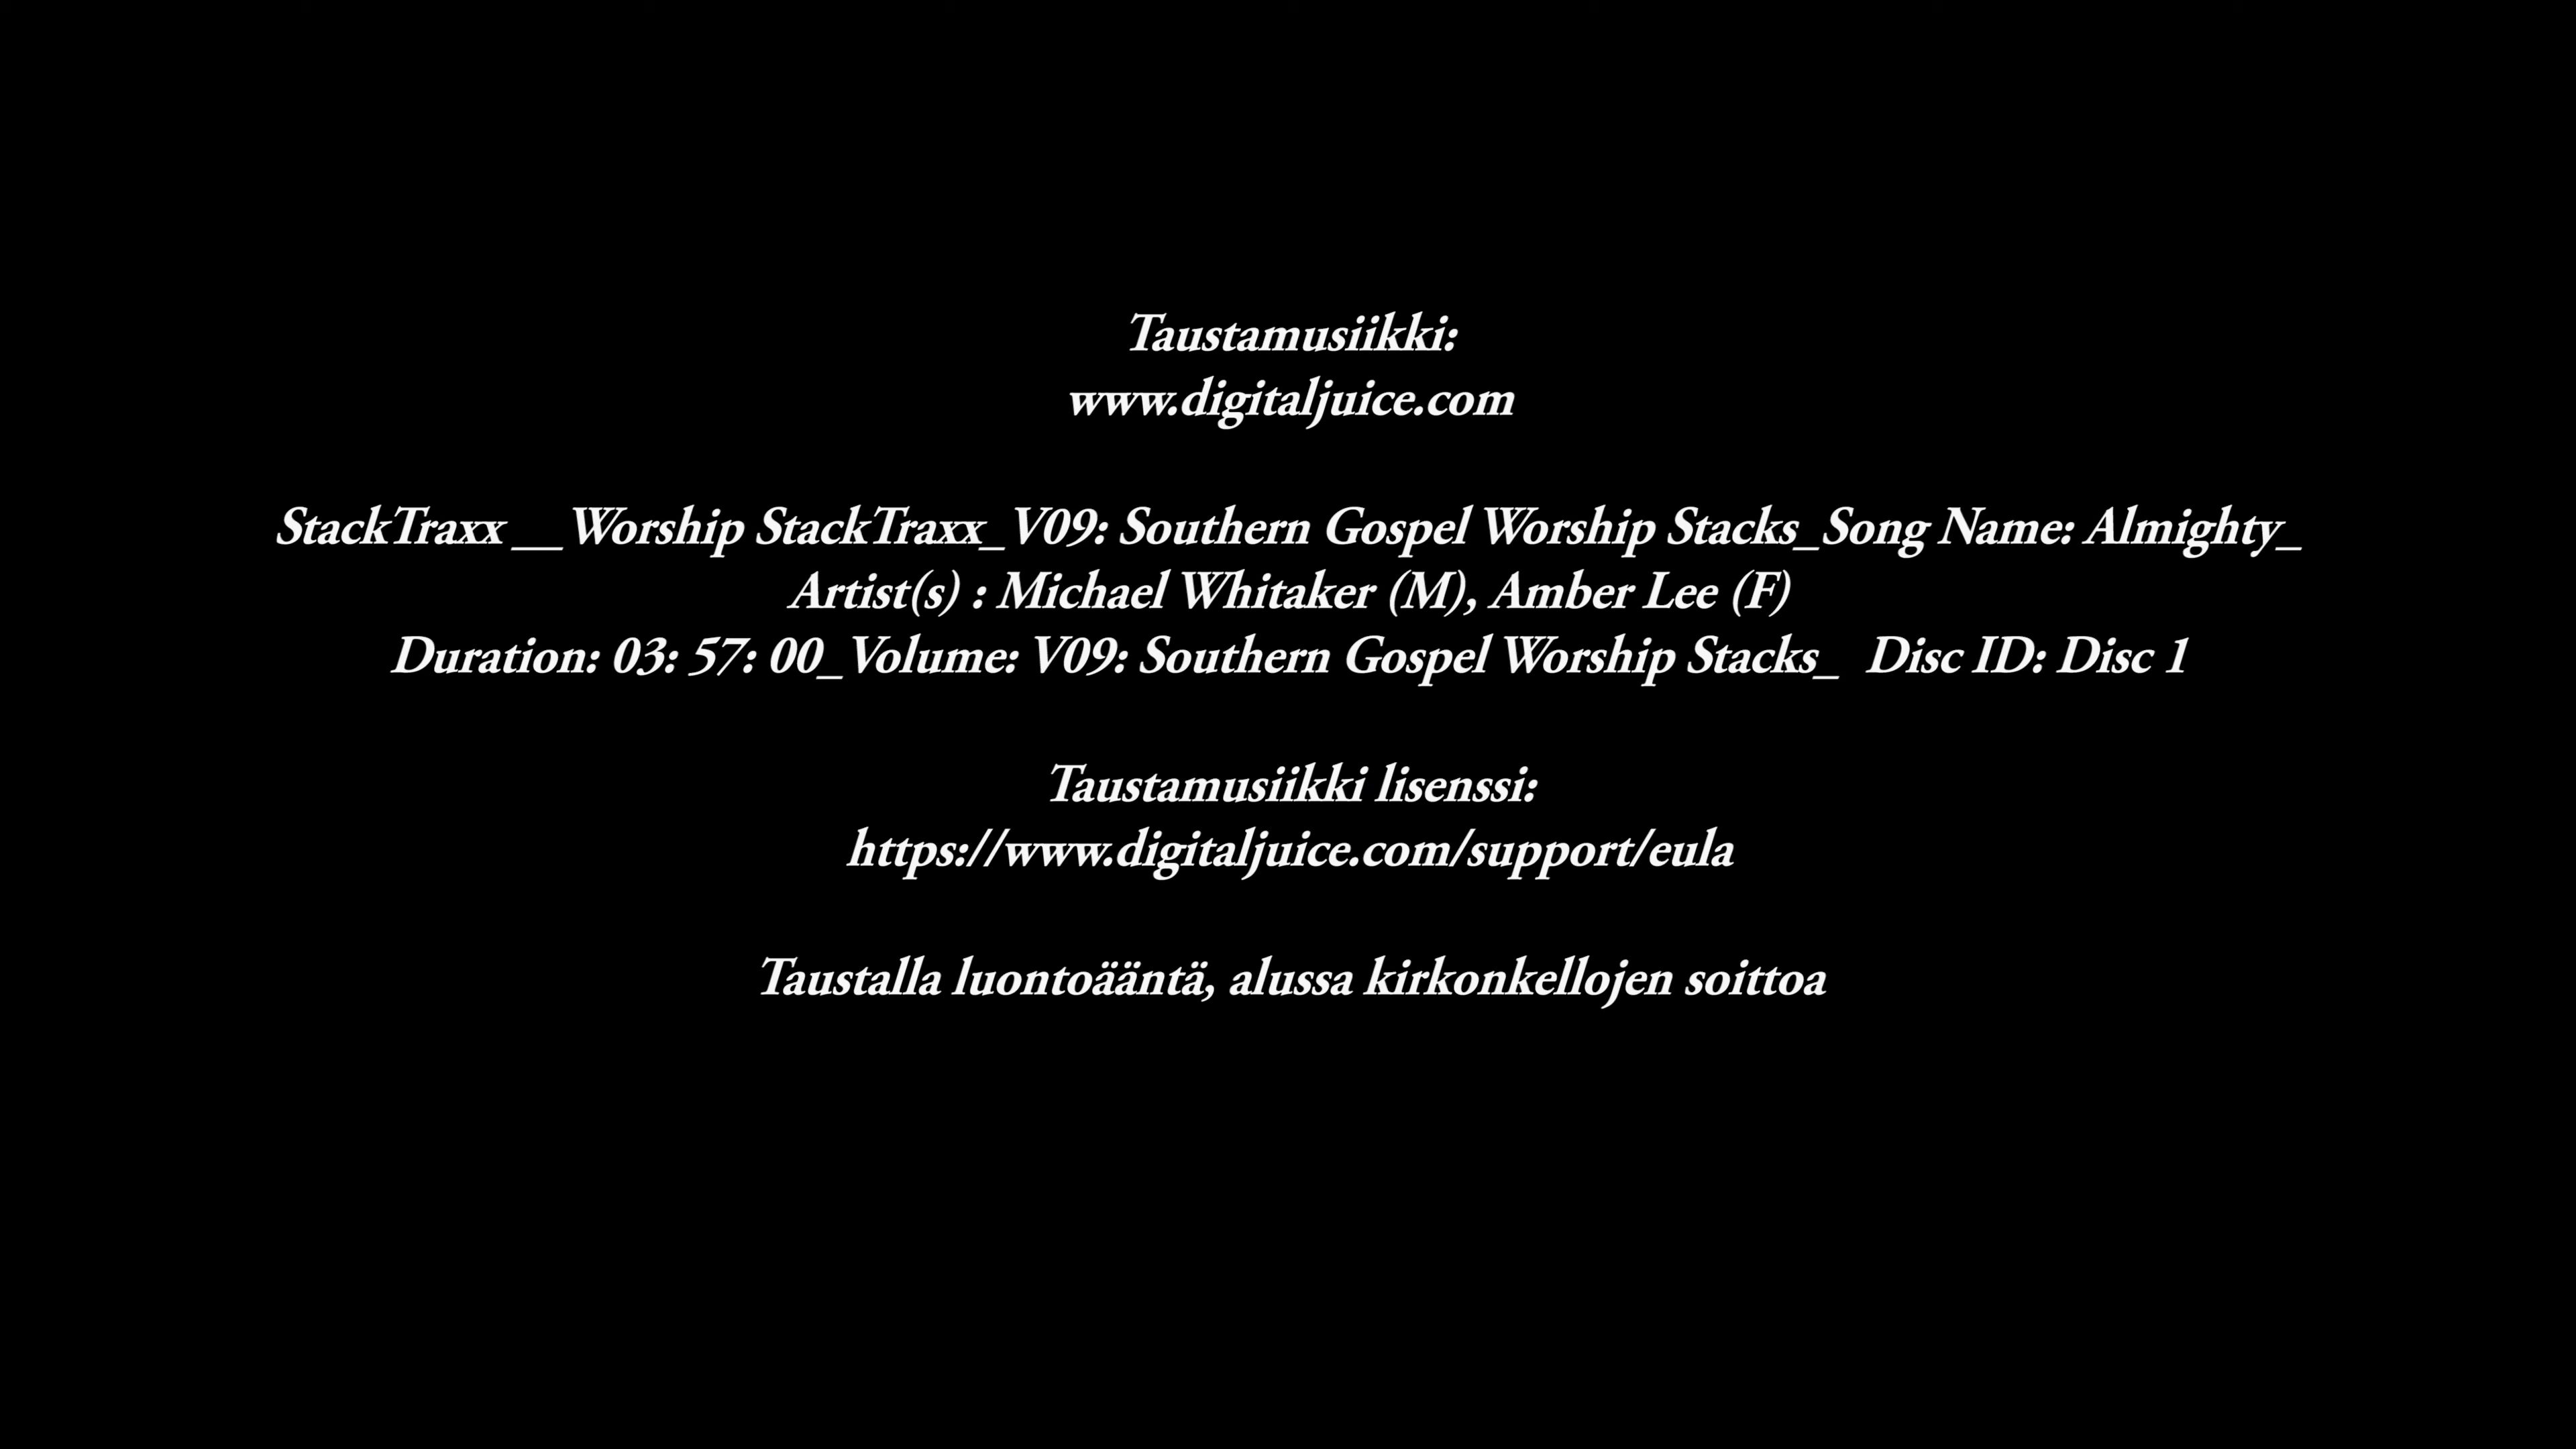 Taustamusiikki:
www.digitaljuice.com
StackTraxx __Worship StackTraxx_V09: Southern Gospel Worship Stacks_Song Name: Almighty_
Artist(s) : Michael Whitaker (M), Amber Lee (F)
Duration: 03: 57: 00_Volume: V09: Southern Gospel Worship Stacks_  Disc ID: Disc 1
Taustamusiikki lisenssi:
https://www.digitaljuice.com/support/eula
Taustalla luontoääntä, alussa kirkonkellojen soittoa